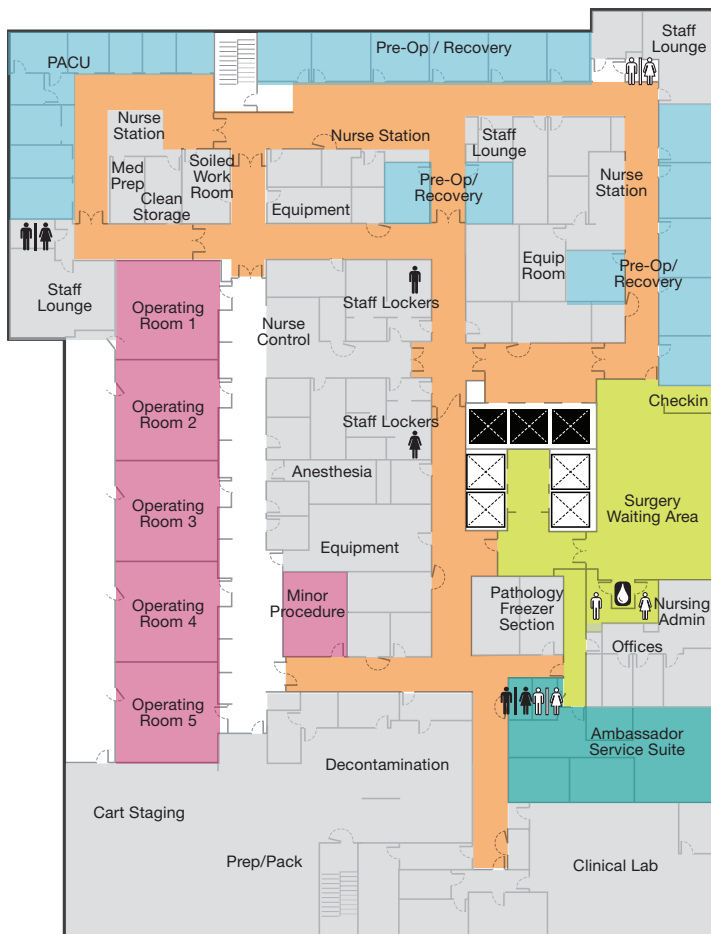 Staff
Lounge
Pre-Op / Recovery
PACU
Nurse
Station
Nurse Station
Staff
Lounge
Med
Prep
Soiled
Work
Room
Clean
Storage
Pre-Op/
Recovery
Nurse
Station
Equipment
Equip
Room
Pre-Op/
Recovery
Staff
Lounge
Operating
Room 1
Staff Lockers
Nurse
Control
Operating
Room 2
Staff Lockers
Checkin
Anesthesia
Operating
Room 3
Surgery
Waiting Area
Equipment
Operating
Room 4
Minor
Procedure
Pathology
Freezer
Section
Nursing
Admin
Offices
Operating
Room 5
Ambassador
Service Suite
Decontamination
Cart Staging
Prep/Pack
Clinical Lab